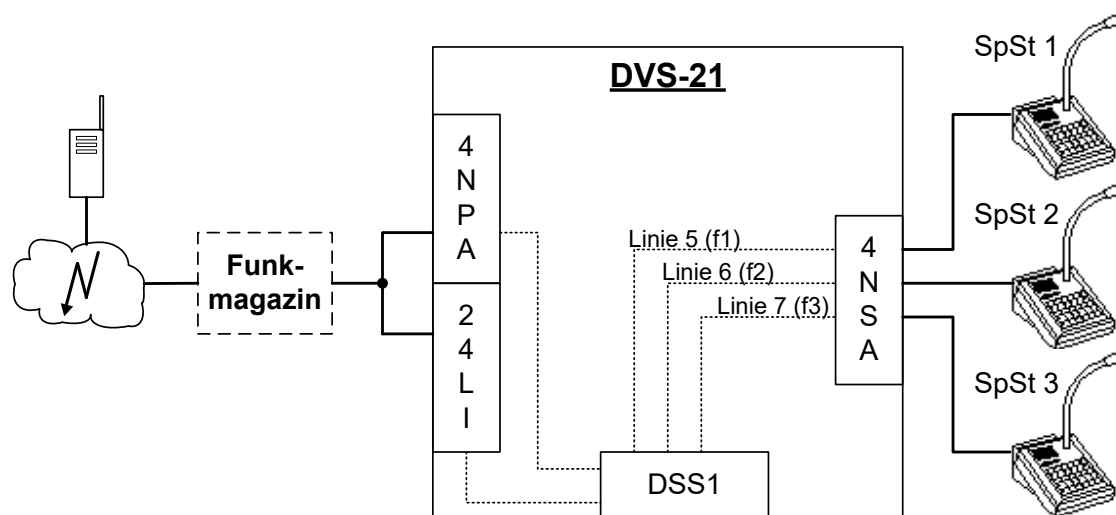 DVS-21
SpSt 1
4
N
P
A
SpSt 2
Linie 5 (f1)
Linie 6 (f2)
Linie 7 (f3)
4
N
S
A
Funk-
magazin
2
4
L
I
SpSt 3
DSS1